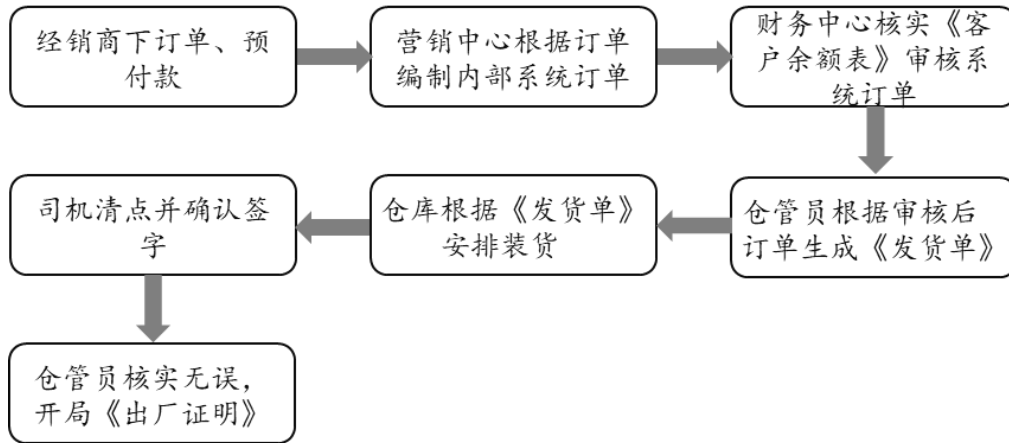 经销商下订单、预
付款
营销中心根据订单
编制内部系统订单
财务中心核实《客
户余额表》审核系
统订单
仓管员根据审核后
订单生成《发货单》
仓库根据《发货单》
安排装货
司机清点并确认签
字
仓管员核实无误，
开局《出厂证明》